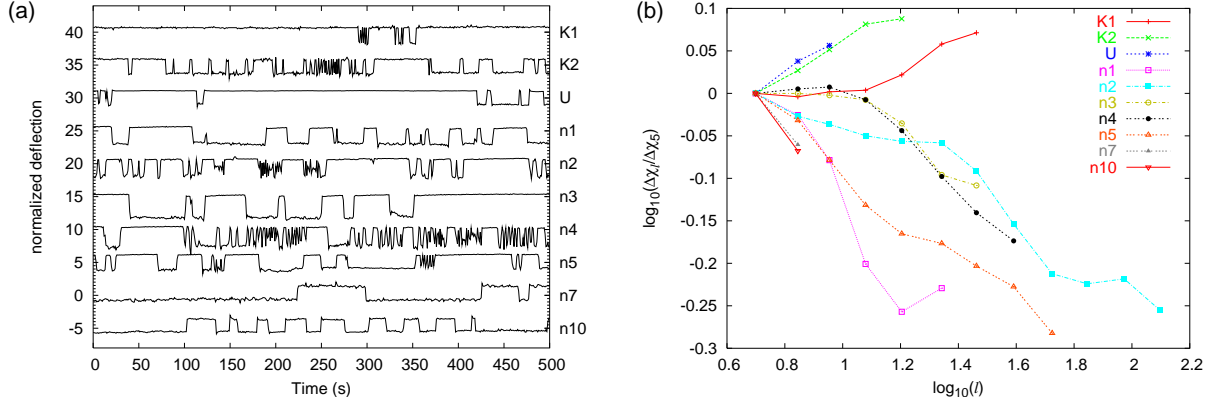 (a)
normalized deflection
40
35
30
25
20
15
10
5
0
-5
K1
K2
U
n1
n2
n3
n4
n5
n7
n10
0 50 100 150 200 250 300 350 400 450 500
Time (s)
(b)
log10(Δχl/Δχ5)
0.1
0.05
0
-0.05
-0.1
-0.15
-0.2
-0.25
-0.3
K1
K2
U
n1
n2
n3
n4
n5
n7
n10
0.6 0.8 1 1.2 1.4 1.6 1.8 2 2.2
log10(l)